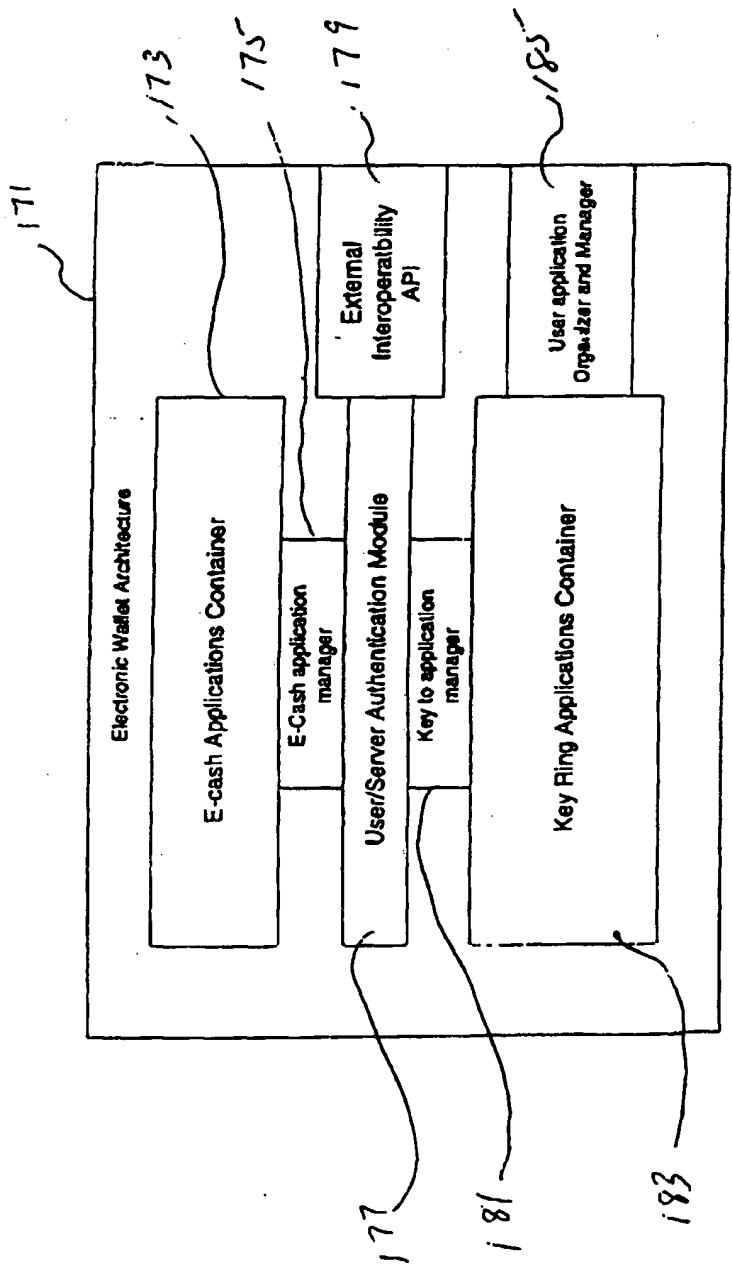 Electronic Wallet Architecture
E-cash Applications Container
E-Cash application
manager
User/Server Authentication Module
External
Interoperatbility
API
Key to application
manager
Key Ring Applications Container
User application
Organizer and Manager
171
173
175
179
185
177
181
183